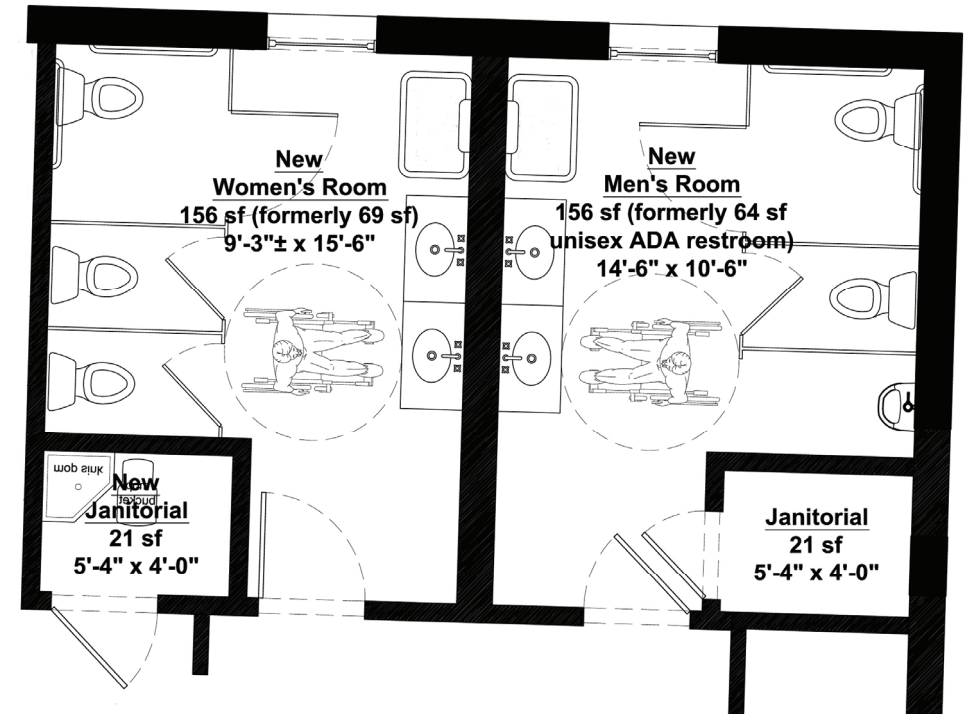 New
Women's Room
156 sf (formerly 69 sf)
9'-3"± x 15'-6"
New
Men's Room
156 sf (formerly 64 sf
unisex ADA restroom)
14'-6" x 10'-6"
mop sink
bucket
New
Janitorial
21 sf
5'-4" x 4'-0"
Janitorial
21 sf
5'-4" x 4'-0"